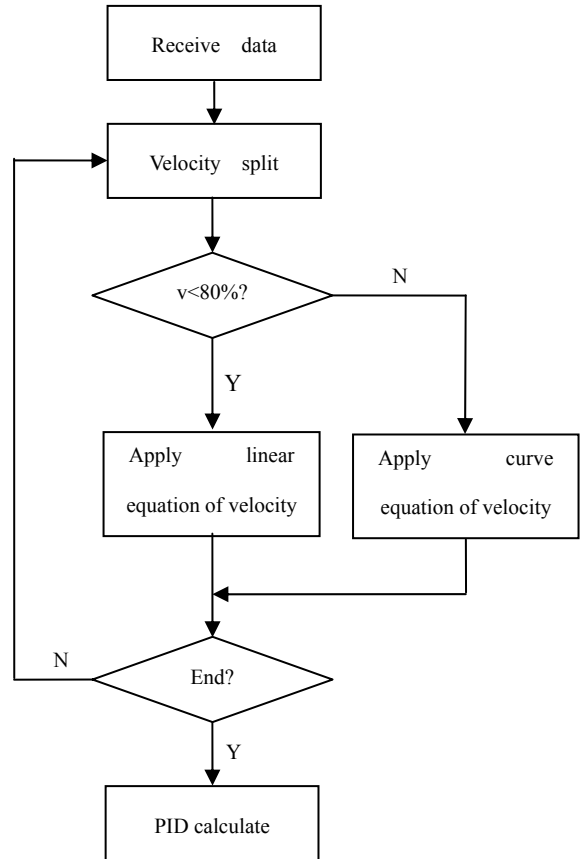 Receive data
Velocity split
v<80%?
N
Y
Apply linear
equation of velocity
Apply curve
equation of velocity
N
End?
Y
PID calculate